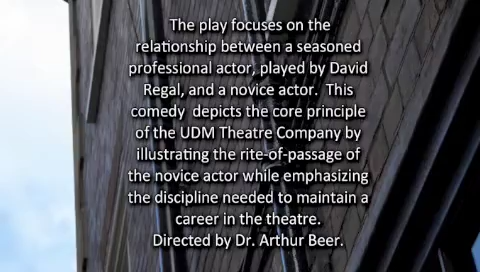 The play focuses on the
relationship between a seasoned
professional actor, played by David
Regal, and a novice actor.  This
comedy  depicts the core principle
of the UDM Theatre Company by
illustrating the rite-of-passage of
the novice actor while emphasizing
the discipline needed to maintain a
career in the theatre.
Directed by Dr. Arthur Beer.